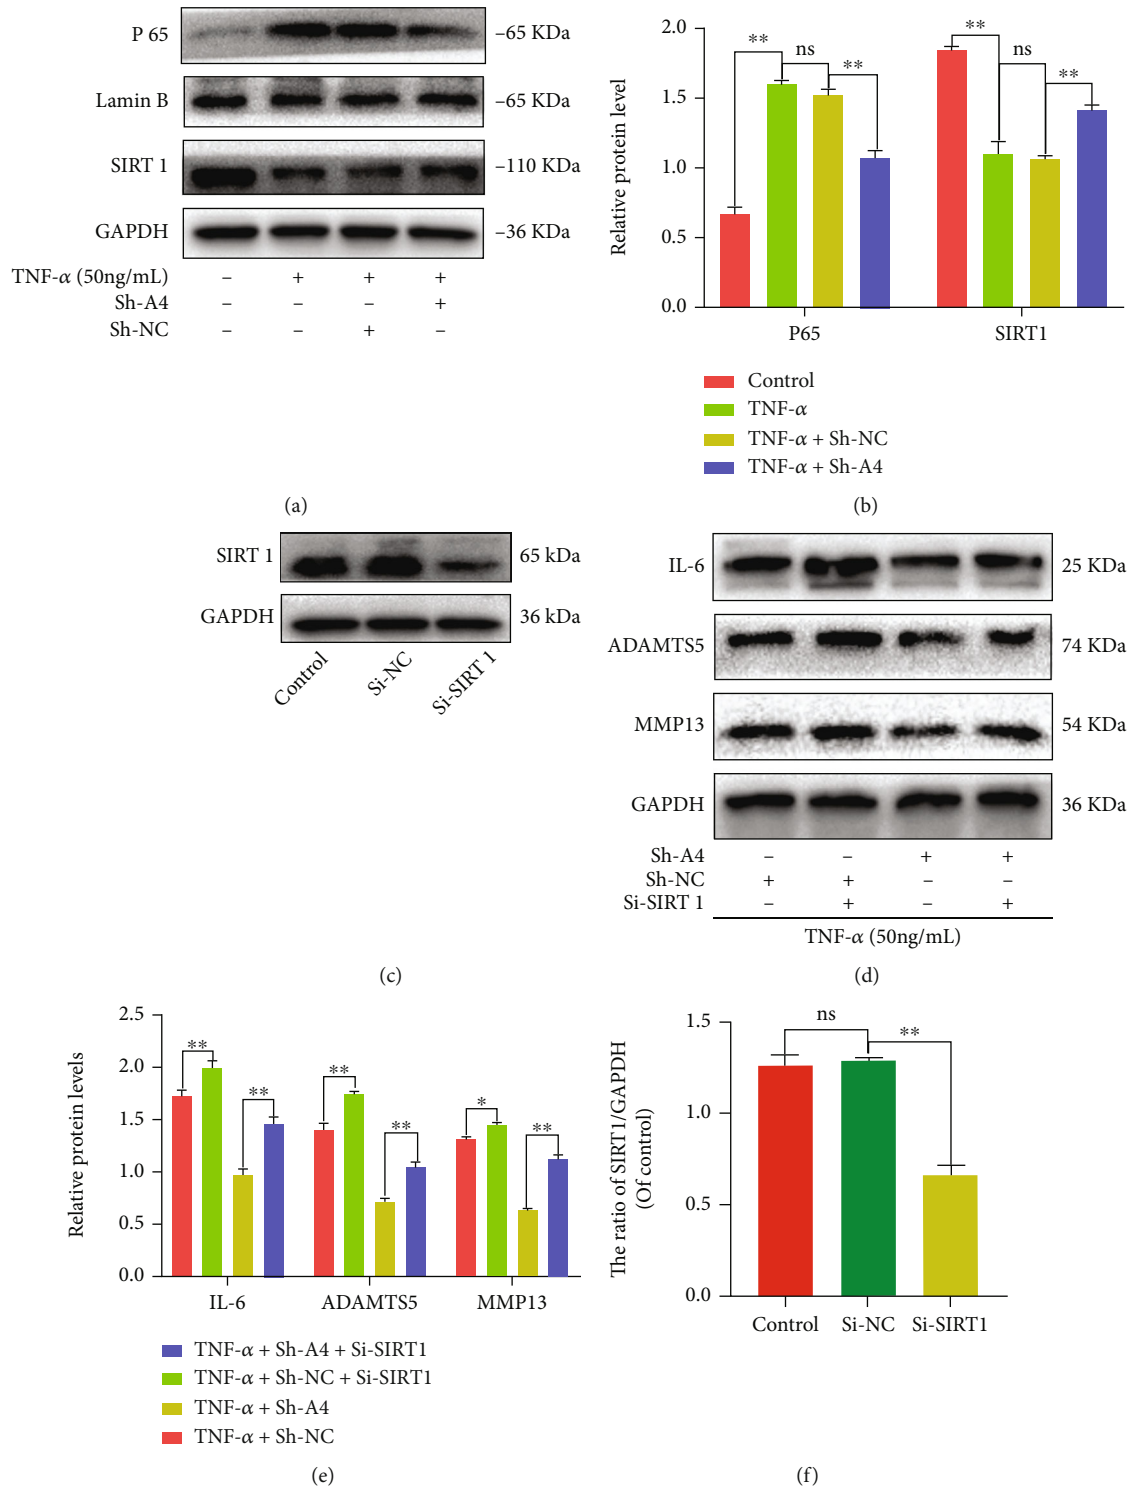 P 65
–65 KDa
Lamin B
–65 KDa
SIRT 1
–110 KDa
GAPDH
–36 KDa
TNF-α (50ng/mL) – + + +
Sh-A4 – – – +
Sh-NC – – + –
(a)
Relative protein level
2.0
1.5
1.0
0.5
0.0
** ns ** ** ns **
P65 SIRT1
Control
TNF-α
TNF-α + Sh-NC
TNF-α + Sh-A4
(b)
SIRT 1
65 kDa
GAPDH
36 kDa
Control Si-NC Si-SIRT 1
(c)
IL-6
25 KDa
ADAMTS5
74 KDa
MMP13
54 KDa
GAPDH
36 KDa
Sh-A4 – – + +
Sh-NC + + – –
Si-SIRT 1 – + – +
TNF-α (50ng/mL)
(d)
Relative protein levels
2.5
2.0
1.5
1.0
0.5
0.0
** ** ** ** * **
IL-6 ADAMTS5 MMP13
TNF-α + Sh-A4 + Si-SIRT1
TNF-α + Sh-NC + Si-SIRT1
TNF-α + Sh-A4
TNF-α + Sh-NC
(e)
The ratio of SIRT1/GAPDH
(Of control)
1.5
1.0
0.5
0.0
ns **
Control Si-NC Si-SIRT1
(f)